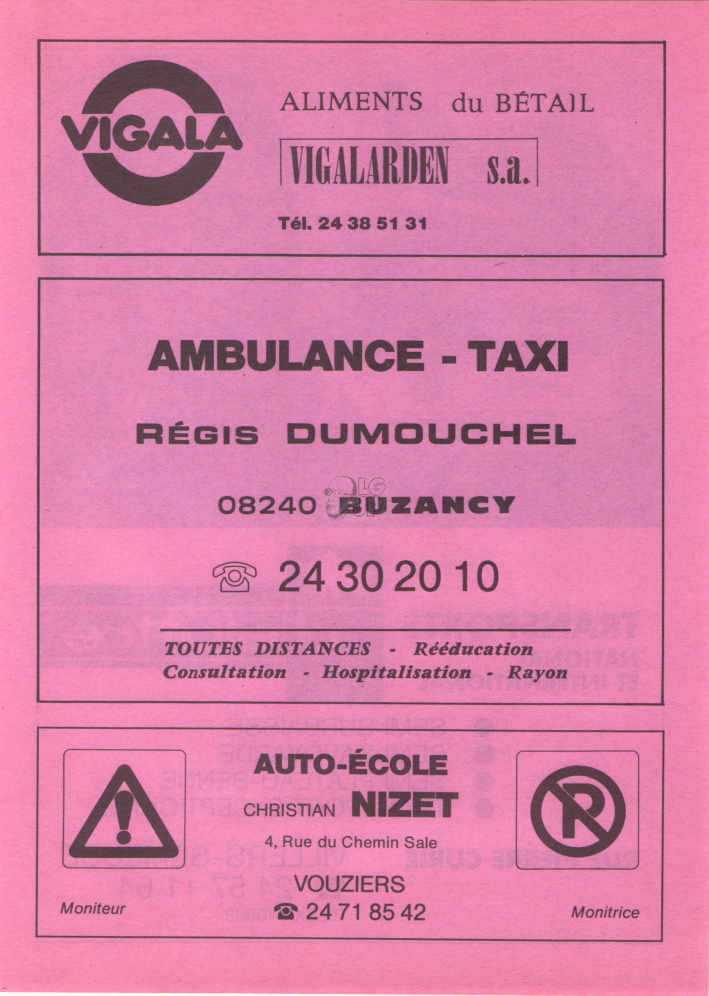 VIGALA
ALIMENTS du BÉTAIL
VIGALARDEN s.a.
Tél. 24 38 51 31
AMBULANCE - TAXI
RÉGIS DUMOUCHEL
08240 BUZANCY
☎ 24 30 20 10
TOUTES DISTANCES - Rééducation
Consultation - Hospitalisation - Rayon
AUTO-ÉCOLE
CHRISTIAN NIZET
4, Rue du Chemin Sale
VOUZIERS
☎ 24 71 85 42
Moniteur
Monitrice
P